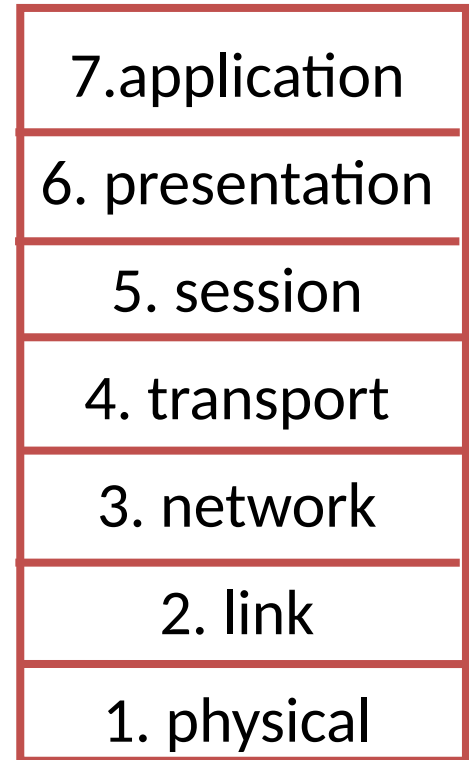 7.application
6. presentation
5. session
4. transport
3. network
2. link
1. physical